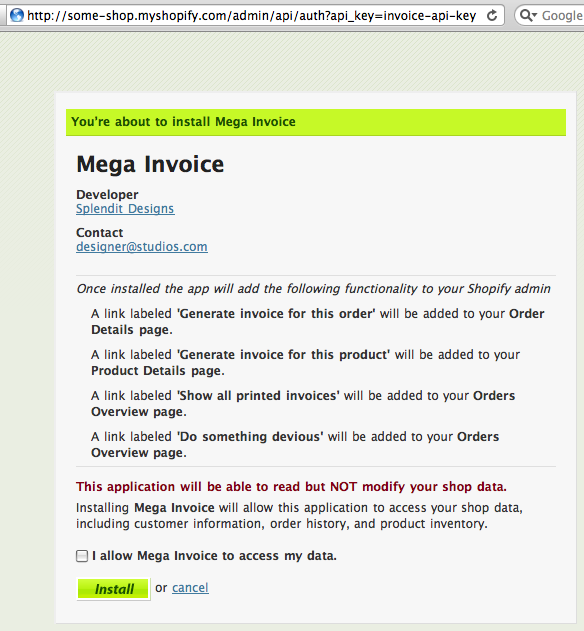 http://some-shop.myshopify.com/admin/api/auth?api_key=invoice-api-key
Google
You're about to install Mega Invoice
Mega Invoice
Developer
Splendit Designs
Contact
designer@studios.com
Once installed the app will add the following functionality to your Shopify admin
A link labeled 'Generate invoice for this order' will be added to your Order
Details page.
A link labeled 'Generate invoice for this product' will be added to your
Product Details page.
A link labeled 'Show all printed invoices' will be added to your Orders
Overview page.
A link labeled 'Do something devious' will be added to your Orders
Overview page.
This application will be able to read but NOT modify your shop data.
Installing Mega Invoice will allow this application to access your shop data,
including customer information, order history, and product inventory.
I allow Mega Invoice to access my data.
Install or cancel